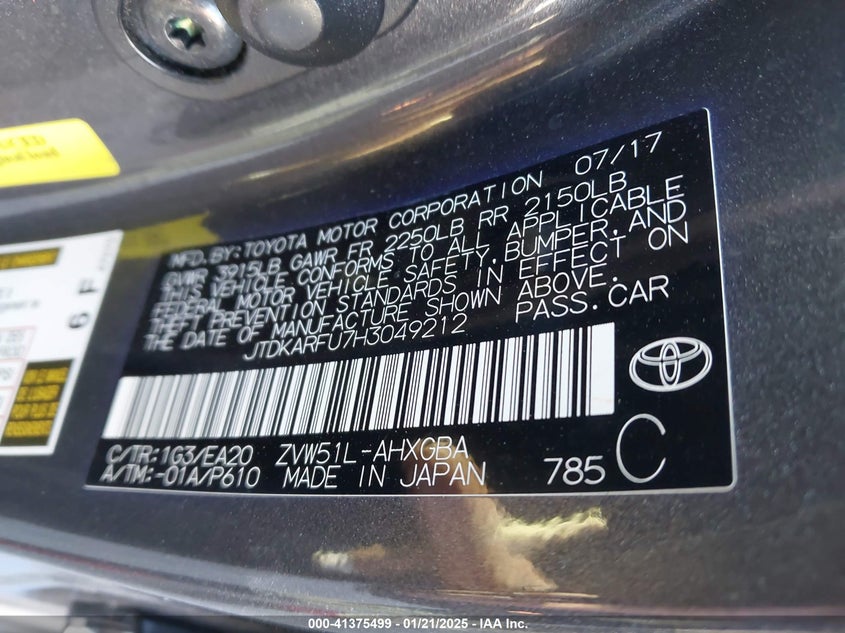 MFD. BY: TOYOTA MOTOR CORPORATION 07/17
GVWR 3915LB GAWR FR 2250LB RR 2150LB
THIS VEHICLE CONFORMS TO ALL APPLICABLE
FEDERAL MOTOR VEHICLE SAFETY, BUMPER, AND
THEFT PREVENTION STANDARDS IN EFFECT ON
THE DATE OF MANUFACTURE SHOWN ABOVE.
JTDKARFU7H3049212 PASS.CAR
C/TR:1G3/EA20 ZVW51L-AHXGBA
A/TM:-01A/P610 MADE IN JAPAN 785 C
6 F
000-41375499 - 01/21/2025 - IAA Inc.